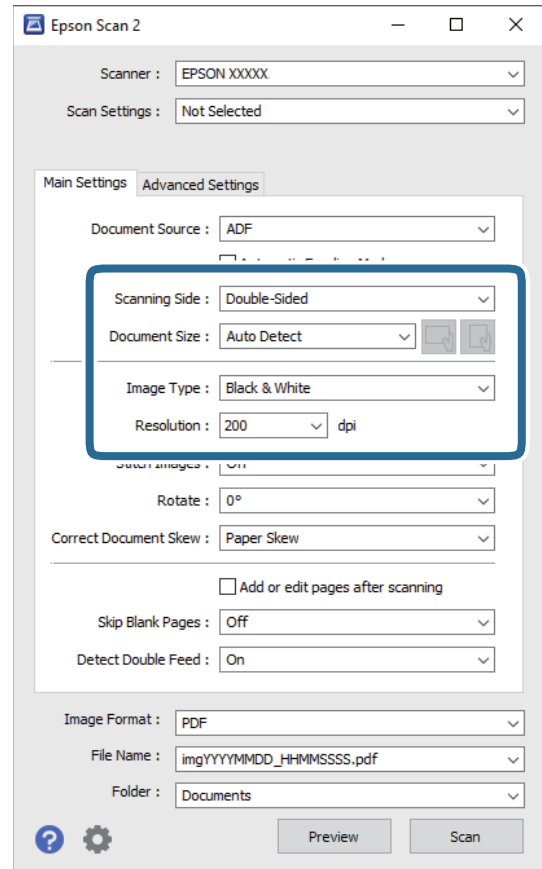 Epson Scan 2
Scanner : EPSON XXXXX
Scan Settings : Not Selected
Main Settings Advanced Settings
Document Source : ADF
Scanning Side : Double-Sided
Document Size : Auto Detect
Image Type : Black & White
Resolution : 200 dpi
Stitch Images : Off
Rotate : 0°
Correct Document Skew : Paper Skew
Add or edit pages after scanning
Skip Blank Pages : Off
Detect Double Feed : On
Image Format : PDF
File Name : imgYYYYMMDD_HHMMSSSS.pdf
Folder : Documents
? Preview Scan